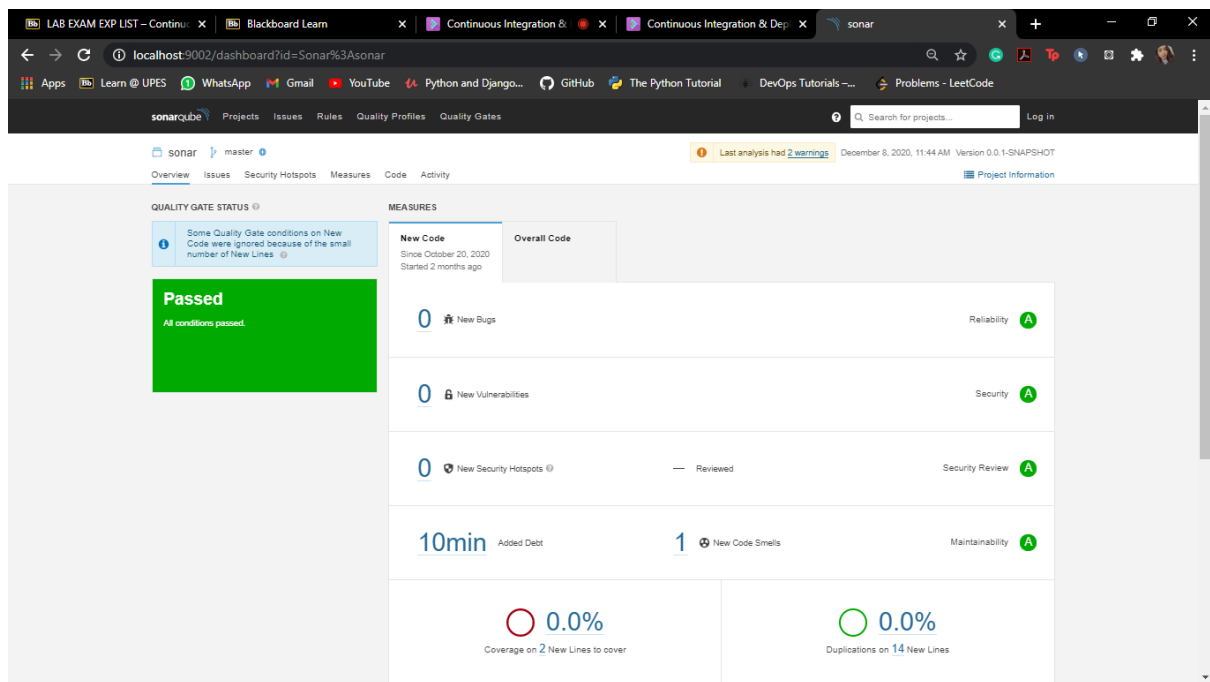 LAB EXAM EXP LIST – Continuo
Blackboard Learn
Continuous Integration &
Continuous Integration & Dep
sonar
localhost:9002/dashboard?id=Sonar%3Asonar
Apps
Learn @ UPES
WhatsApp
Gmail
YouTube
Python and Django...
GitHub
The Python Tutorial
DevOps Tutorials –...
Problems - LeetCode
sonarqube
Projects
Issues
Rules
Quality Profiles
Quality Gates
Search for projects...
Log in
sonar
master
Last analysis had 2 warnings
December 8, 2020, 11:44 AM
Version 0.0.1-SNAPSHOT
Overview
Issues
Security Hotspots
Measures
Code
Activity
Project Information
QUALITY GATE STATUS
Some Quality Gate conditions on New
Code were ignored because of the small
number of New Lines
Passed
All conditions passed.
MEASURES
New Code
Since October 20, 2020
Started 2 months ago
Overall Code
0 New Bugs
Reliability A
0 New Vulnerabilities
Security A
0 New Security Hotspots
— Reviewed
Security Review A
10min Added Debt
1 New Code Smells
Maintainability A
0.0%
Coverage on 2 New Lines to cover
0.0%
Duplications on 14 New Lines